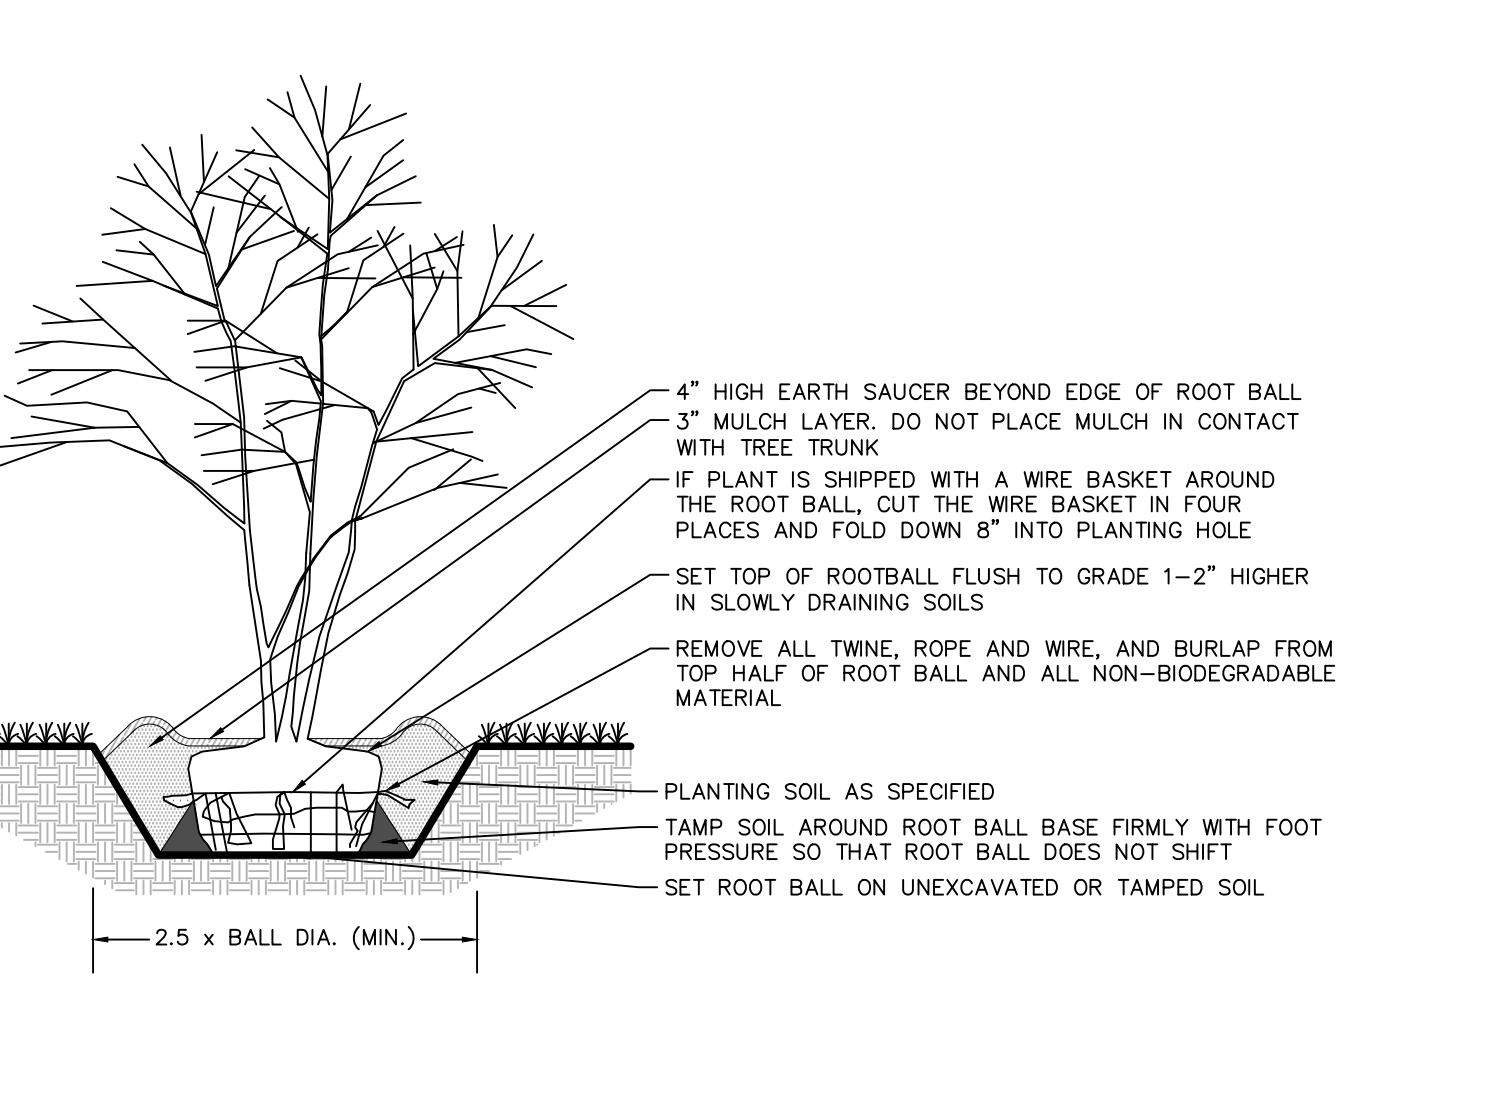 4” HIGH EARTH SAUCER BEYOND EDGE OF ROOT BALL
3” MULCH LAYER. DO NOT PLACE MULCH IN CONTACT
WITH TREE TRUNK
IF PLANT IS SHIPPED WITH A WIRE BASKET AROUND
THE ROOT BALL, CUT THE WIRE BASKET IN FOUR
PLACES AND FOLD DOWN 8” INTO PLANTING HOLE
SET TOP OF ROOTBALL FLUSH TO GRADE 1–2” HIGHER
IN SLOWLY DRAINING SOILS
REMOVE ALL TWINE, ROPE AND WIRE, AND BURLAP FROM
TOP HALF OF ROOT BALL AND ALL NON–BIODEGRADABLE
MATERIAL
PLANTING SOIL AS SPECIFIED
TAMP SOIL AROUND ROOT BALL BASE FIRMLY WITH FOOT
PRESSURE SO THAT ROOT BALL DOES NOT SHIFT
SET ROOT BALL ON UNEXCAVATED OR TAMPED SOIL
2.5 x BALL DIA. (MIN.)